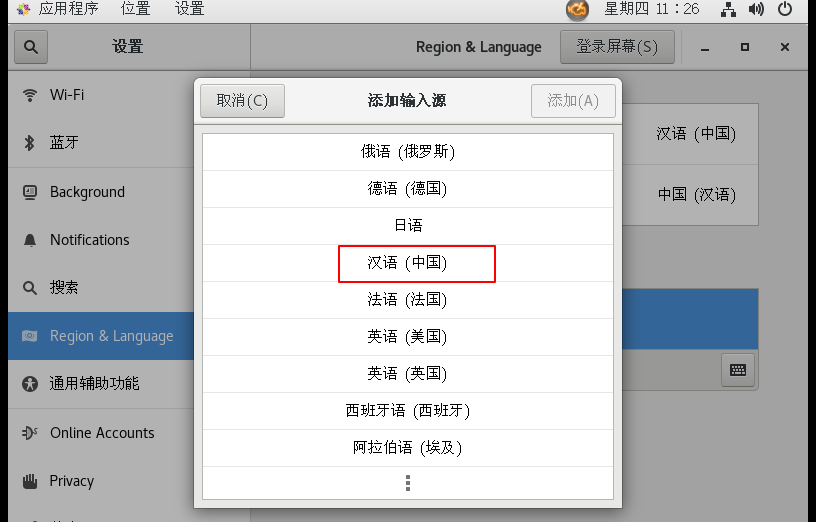 应用程序 位置 设置 星期四 11：26
设置 Region & Language 登录屏幕(S)
取消(C) 添加输入源 添加(A)
Wi-Fi
蓝牙
Background
Notifications
搜索
Region & Language
通用辅助功能
Online Accounts
Privacy
俄语 (俄罗斯)
德语 (德国)
日语
汉语 (中国)
法语 (法国)
英语 (美国)
英语 (英国)
西班牙语 (西班牙)
阿拉伯语 (埃及)
汉语 (中国)
中国 (汉语)